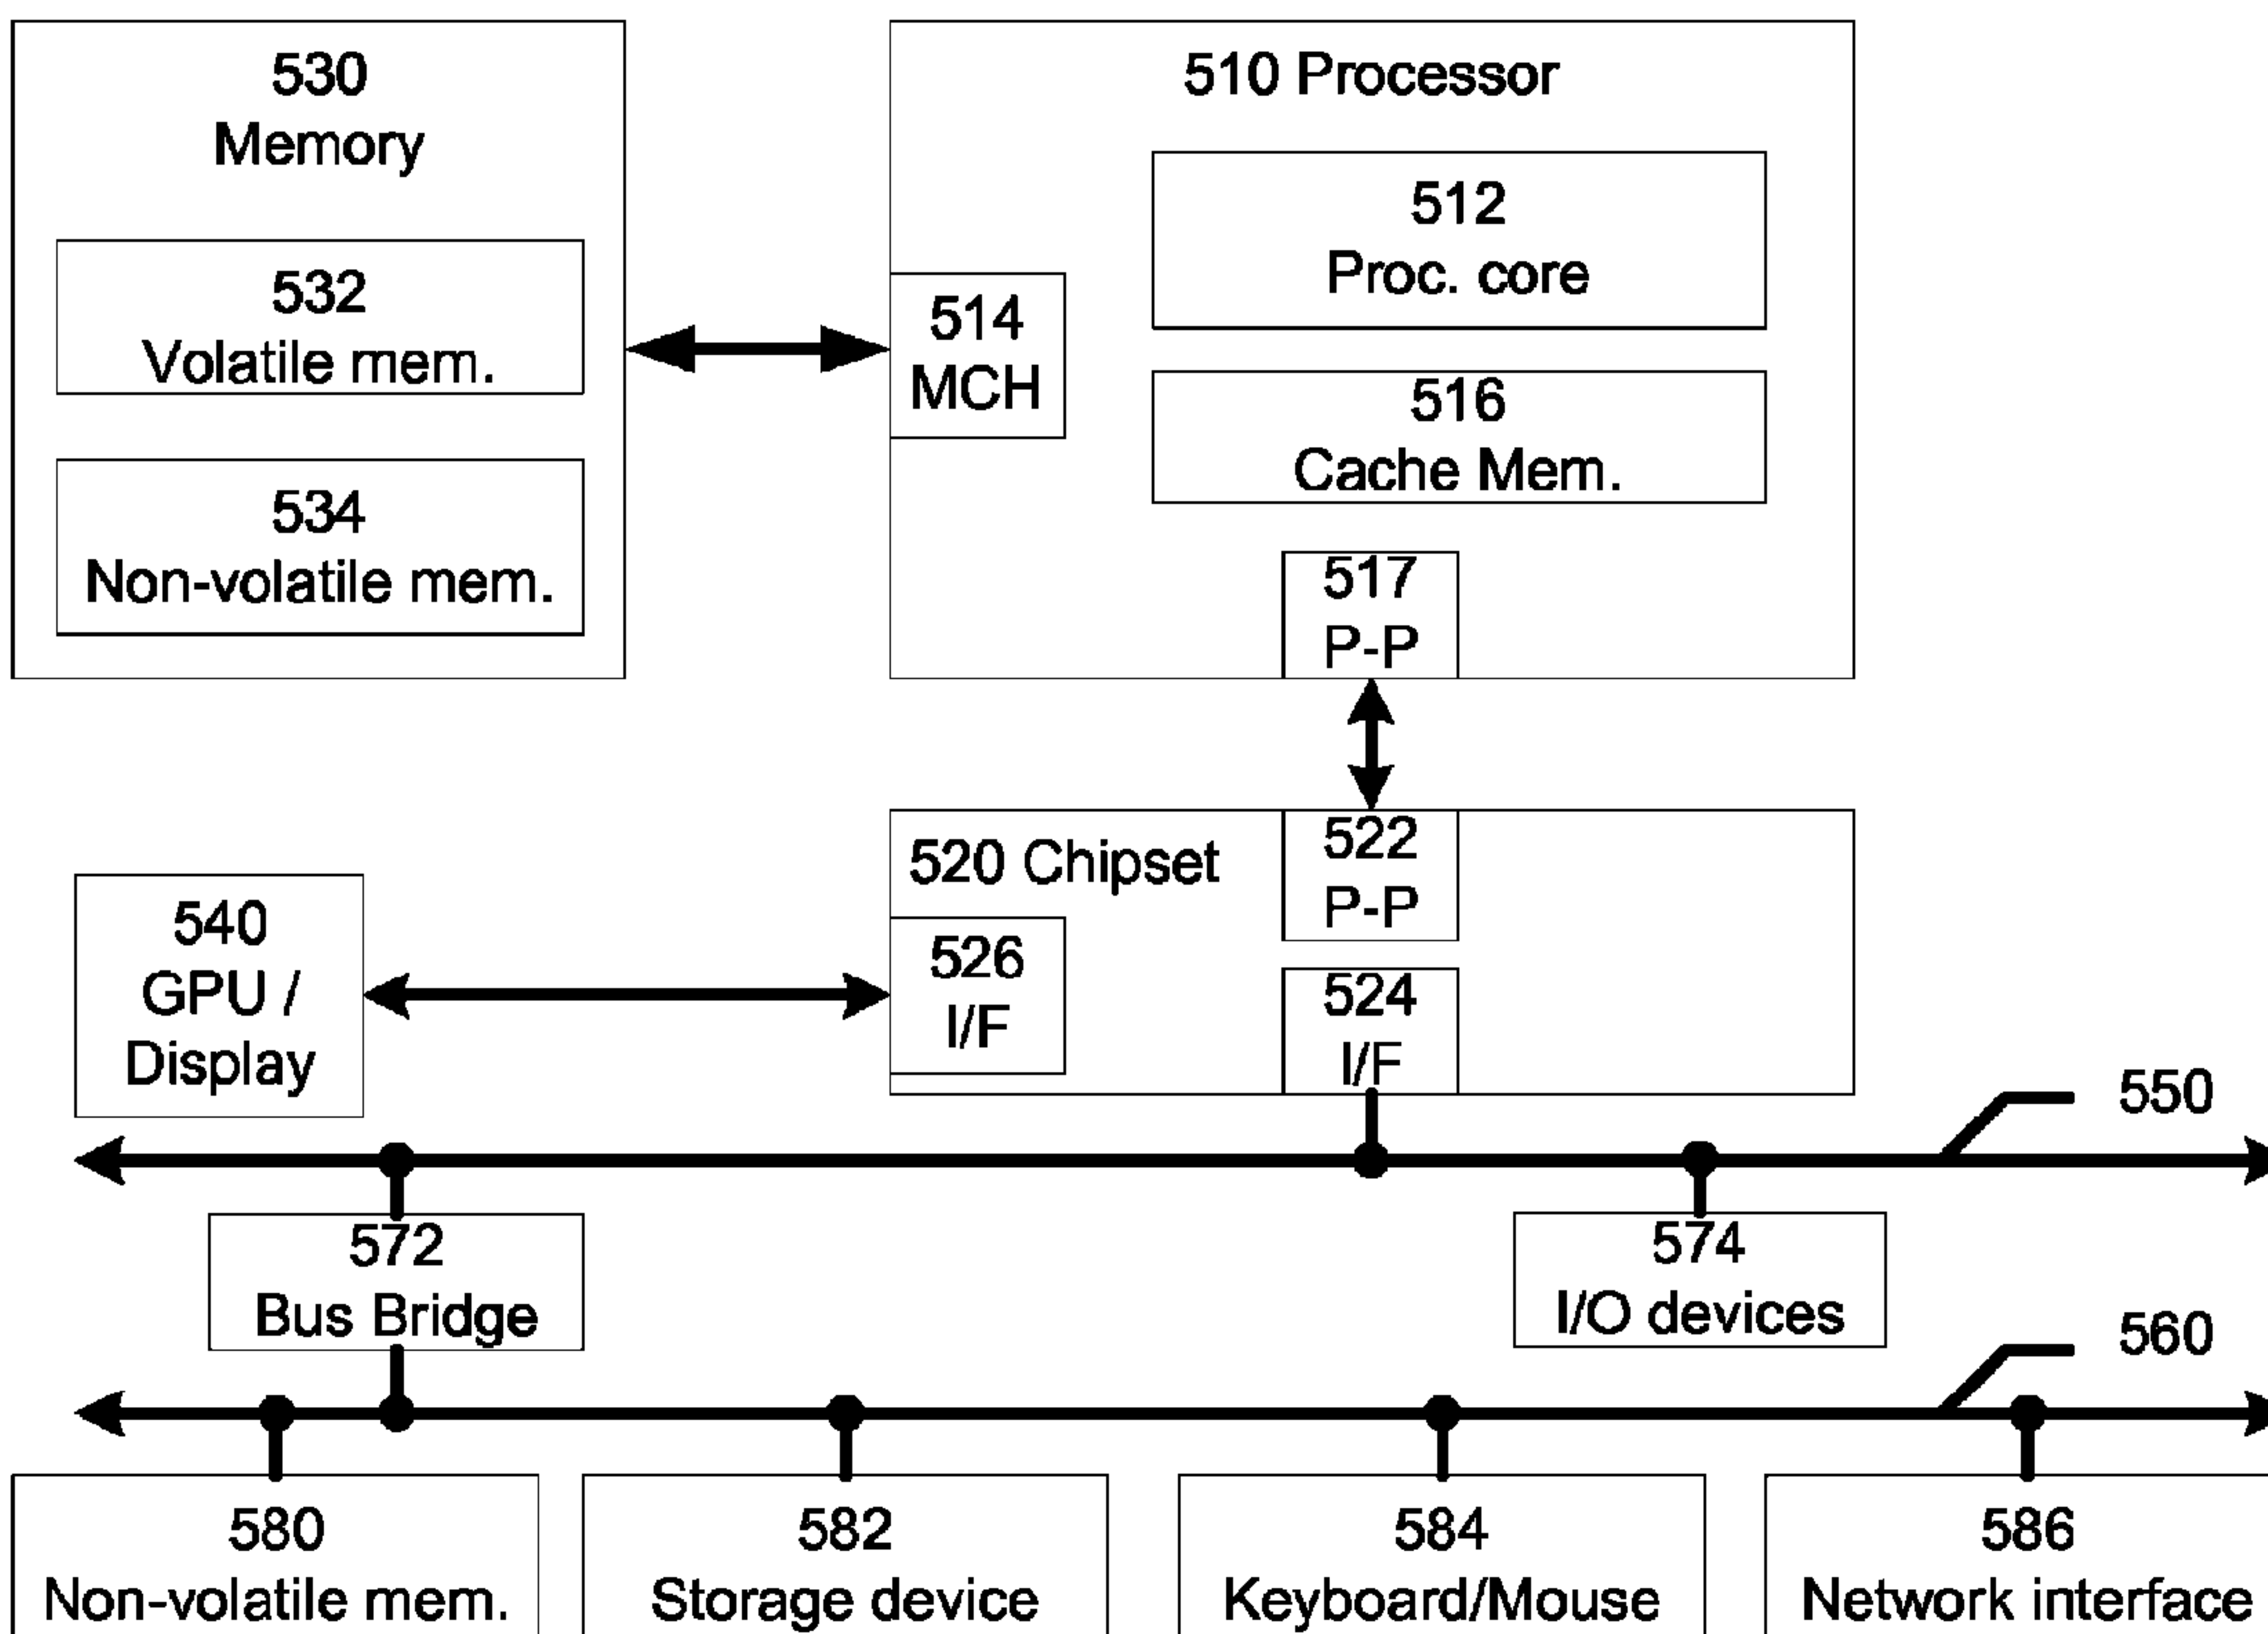 530
Memory
532
Volatile mem.
534
Non-volatile mem.
510 Processor
512
Proc. core
514
MCH
516
Cache Mem.
517
P-P
520 Chipset
522
P-P
526
I/F
524
I/F
540
GPU /
Display
550
572
Bus Bridge
574
I/O devices
560
580
Non-volatile mem.
582
Storage device
584
Keyboard/Mouse
586
Network interface